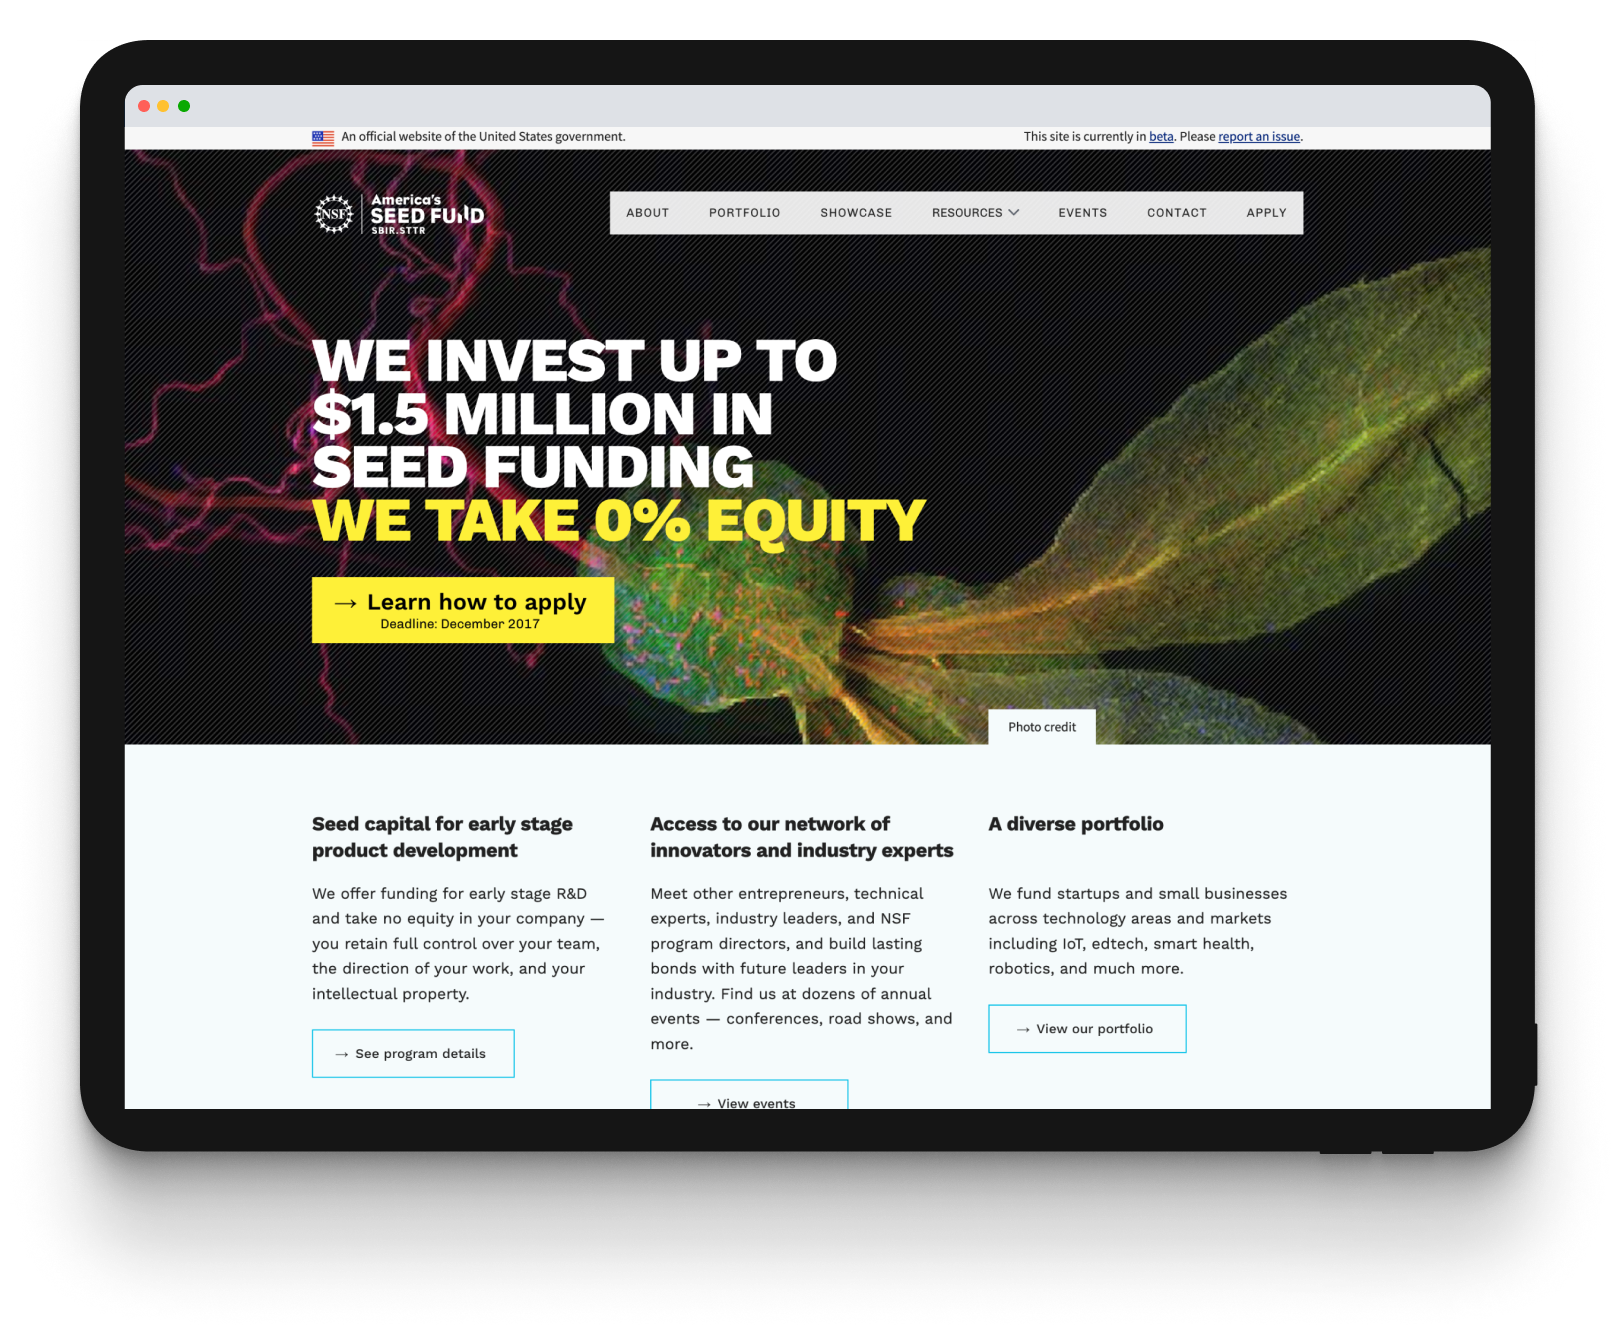 An official website of the United States government.
This site is currently in beta. Please report an issue.
NSF
America's
SEED FUND
SBIR.STTR
ABOUT PORTFOLIO SHOWCASE RESOURCES EVENTS CONTACT APPLY
WE INVEST UP TO
$1.5 MILLION IN
SEED FUNDING
WE TAKE 0% EQUITY
→ Learn how to apply
Deadline: December 2017
Photo credit
Seed capital for early stage
product development
We offer funding for early stage R&D
and take no equity in your company —
you retain full control over your team,
the direction of your work, and your
intellectual property.
→ See program details
Access to our network of
innovators and industry experts
Meet other entrepreneurs, technical
experts, industry leaders, and NSF
program directors, and build lasting
bonds with future leaders in your
industry. Find us at dozens of annual
events — conferences, road shows, and
more.
→ View events
A diverse portfolio
We fund startups and small businesses
across technology areas and markets
including IoT, edtech, smart health,
robotics, and much more.
→ View our portfolio